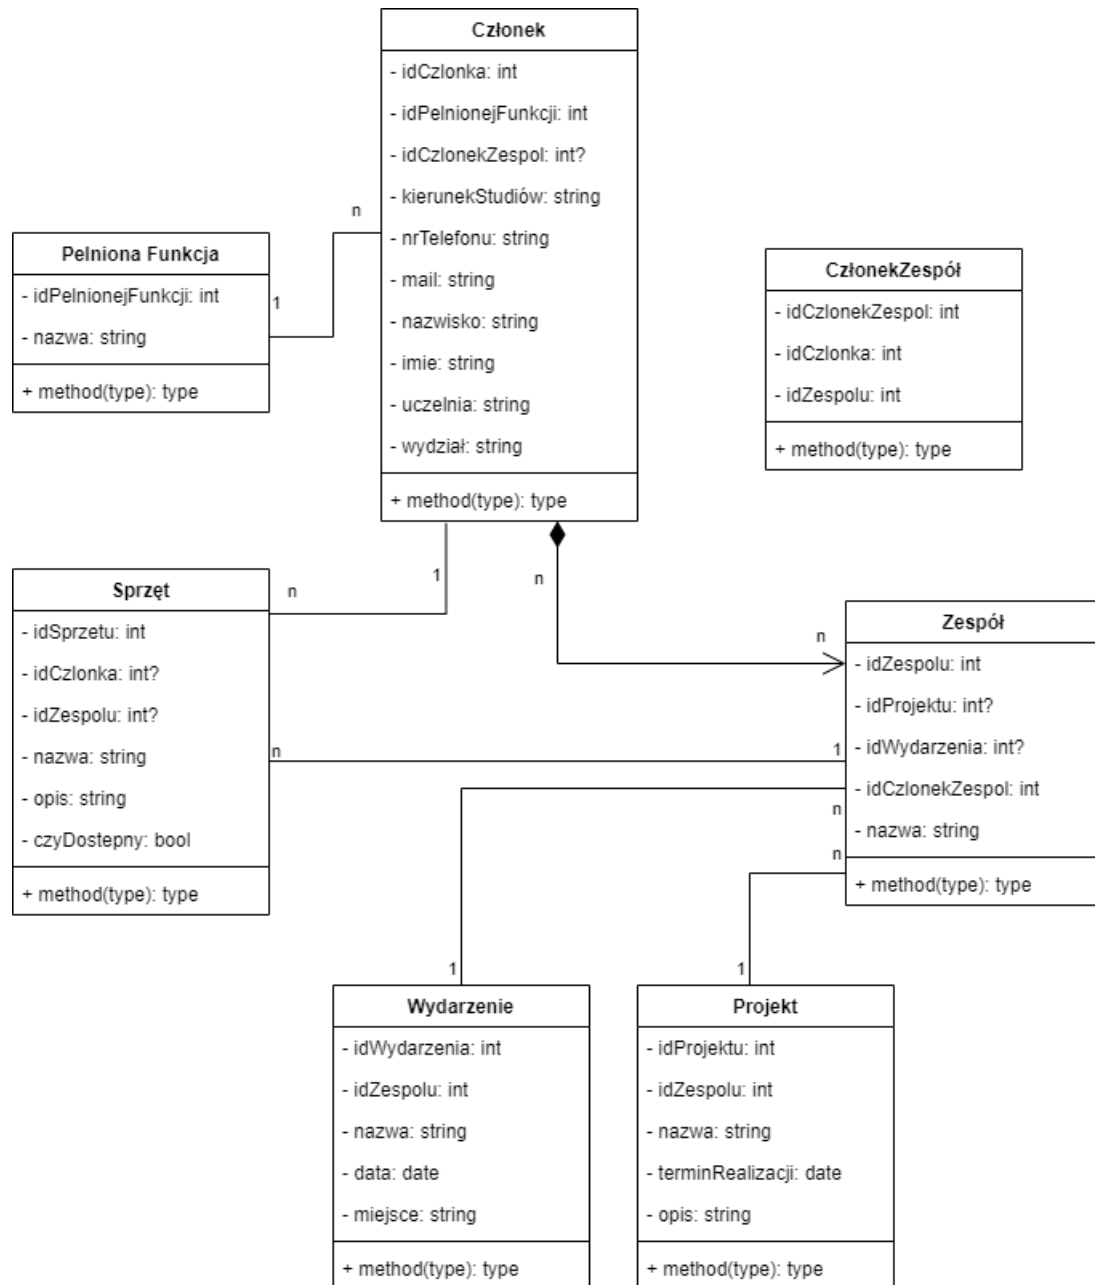 Członek
- idCzlonka: int
- idPelnionejFunkcji: int
- idCzlonekZespol: int?
- kierunekStudiów: string
- nrTelefonu: string
- mail: string
- nazwisko: string
- imie: string
- uczelnia: string
- wydział: string
+ method(type): type
n
1
Pelniona Funkcja
- idPelnionejFunkcji: int
- nazwa: string
+ method(type): type
CzłonekZespół
- idCzlonekZespol: int
- idCzlonka: int
- idZespolu: int
+ method(type): type
1
n
n
n
Sprzęt
- idSprzetu: int
- idCzlonka: int?
- idZespolu: int?
- nazwa: string
- opis: string
- czyDostepny: bool
+ method(type): type
Zespół
- idZespolu: int
- idProjektu: int?
- idWydarzenia: int?
- idCzlonekZespol: int
- nazwa: string
+ method(type): type
n
1
n
n
1
1
Wydarzenie
- idWydarzenia: int
- idZespolu: int
- nazwa: string
- data: date
- miejsce: string
+ method(type): type
Projekt
- idProjektu: int
- idZespolu: int
- nazwa: string
- terminRealizacji: date
- opis: string
+ method(type): type